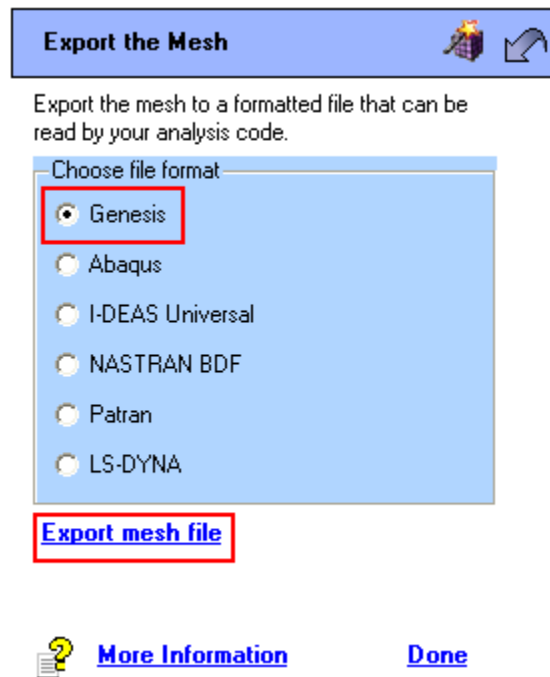 Export the Mesh
Export the mesh to a formatted file that can be
read by your analysis code.
Choose file format
Genesis
Abaqus
I-DEAS Universal
NASTRAN BDF
Patran
LS-DYNA
Export mesh file
More Information Done